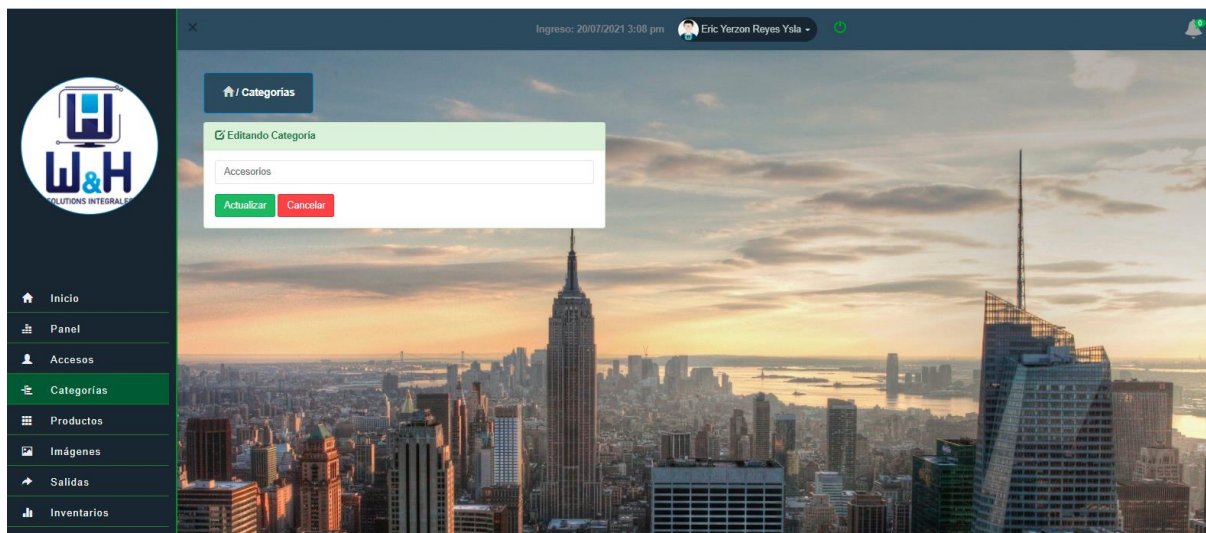 Ingreso: 20/07/2021 3:08 pm Eric Yerzon Reyes Ysla
0
W&H
SOLUTIONS INTEGRALES
/ Categorias
Editando Categoría
Accesorios
Actualizar Cancelar
Inicio
Panel
Accesos
Categorías
Productos
Imágenes
Salidas
Inventarios